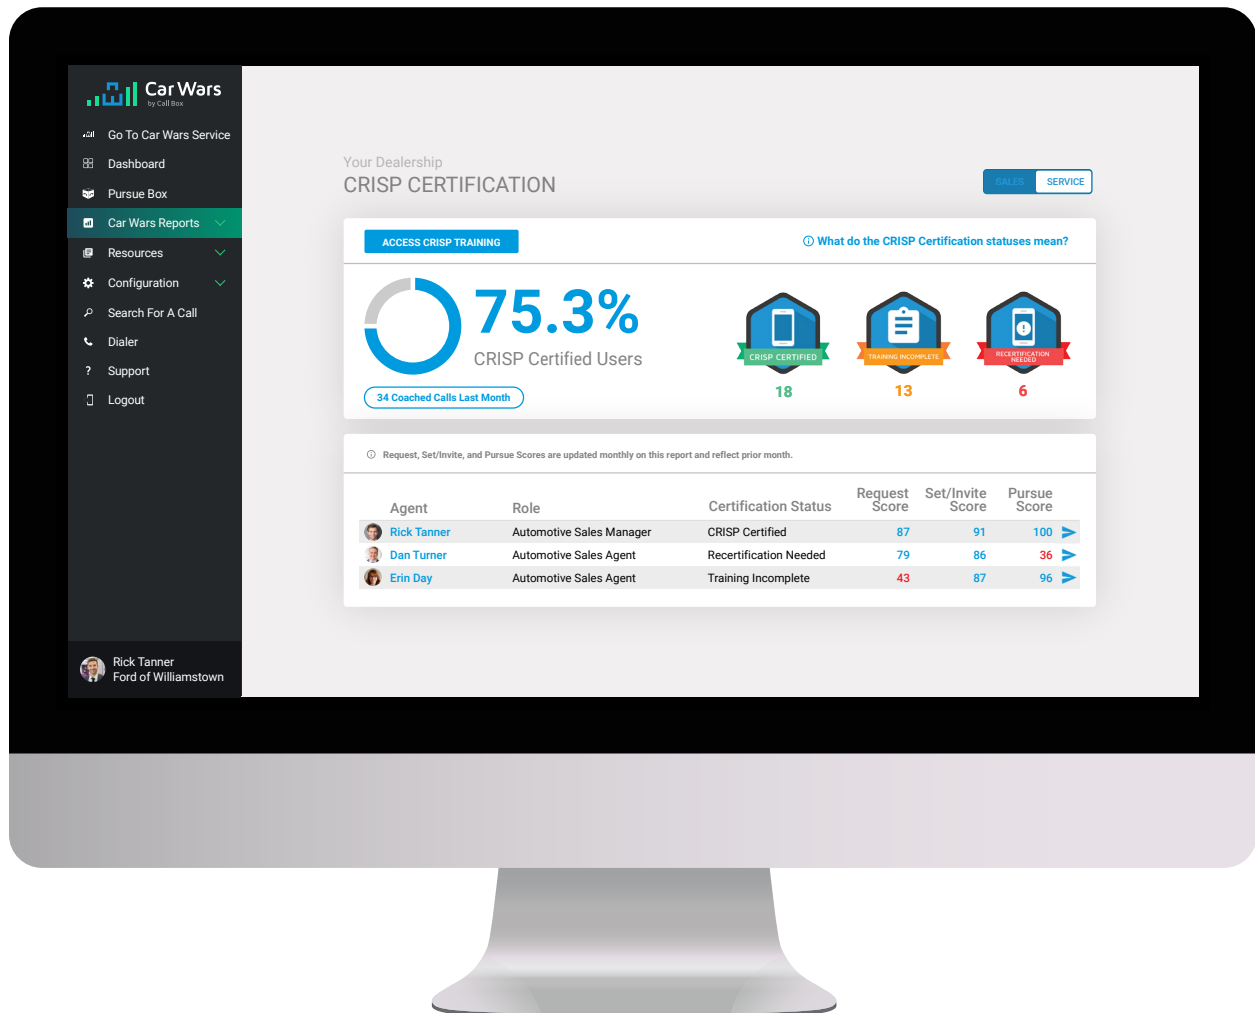 Car Wars
by Call Box
Go To Car Wars Service
Dashboard
Pursue Box
Car Wars Reports
Resources
Configuration
Search For A Call
Dialer
Support
Logout
Rick Tanner
Ford of Williamstown
Your Dealership
CRISP CERTIFICATION
SALES SERVICE
ACCESS CRISP TRAINING
What do the CRISP Certification statuses mean?
75.3%
CRISP Certified Users
34 Coached Calls Last Month
CRISP CERTIFIED
18
TRAINING INCOMPLETE
13
RECERTIFICATION
NEEDED
6
Request, Set/Invite, and Pursue Scores are updated monthly on this report and reflect prior month.
Agent Role Certification Status Request Score Set/Invite Score Pursue Score
Rick Tanner Automotive Sales Manager CRISP Certified 87 91 100
Dan Turner Automotive Sales Agent Recertification Needed 79 86 36
Erin Day Automotive Sales Agent Training Incomplete 43 87 96